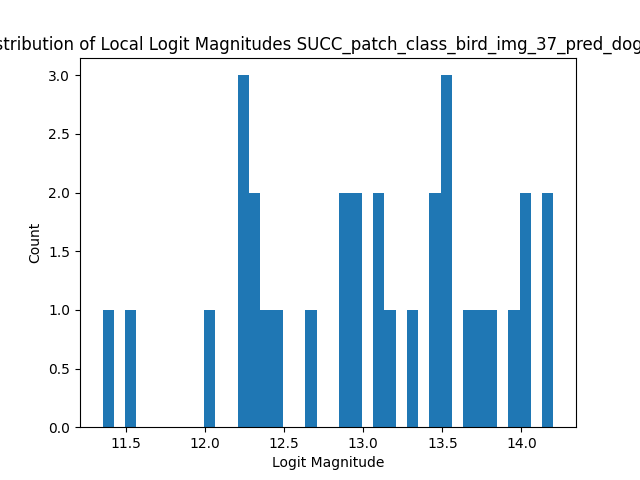 stribution of Local Logit Magnitudes SUCC_patch_class_bird_img_37_pred_dog
3.0
2.5
2.0
1.5
1.0
0.5
0.0
Count
11.5 12.0 12.5 13.0 13.5 14.0
Logit Magnitude